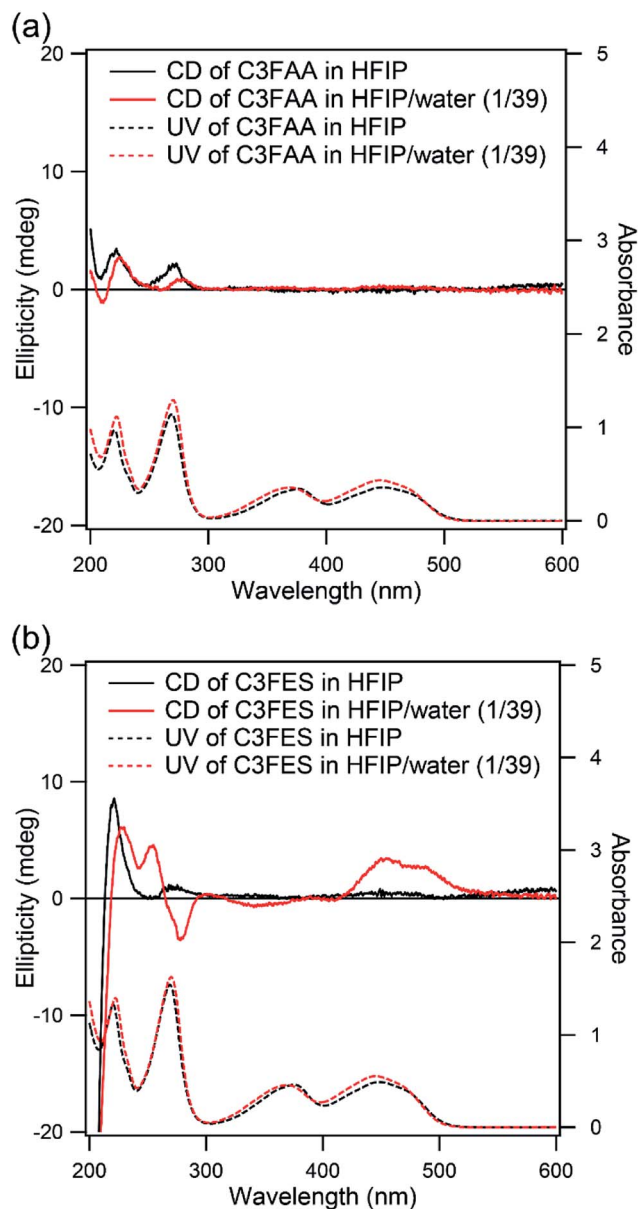 (a)
20
5
CD of C3FAA in HFIP
CD of C3FAA in HFIP/water (1/39)
UV of C3FAA in HFIP
UV of C3FAA in HFIP/water (1/39)
4
10
3
0
2
-10
1
-20
0
Ellipticity (mdeg)
Absorbance
200 300 400 500 600
Wavelength (nm)
(b)
20
5
CD of C3FES in HFIP
CD of C3FES in HFIP/water (1/39)
UV of C3FES in HFIP
UV of C3FES in HFIP/water (1/39)
4
10
3
0
2
-10
1
-20
0
Ellipticity (mdeg)
Absorbance
200 300 400 500 600
Wavelength (nm)